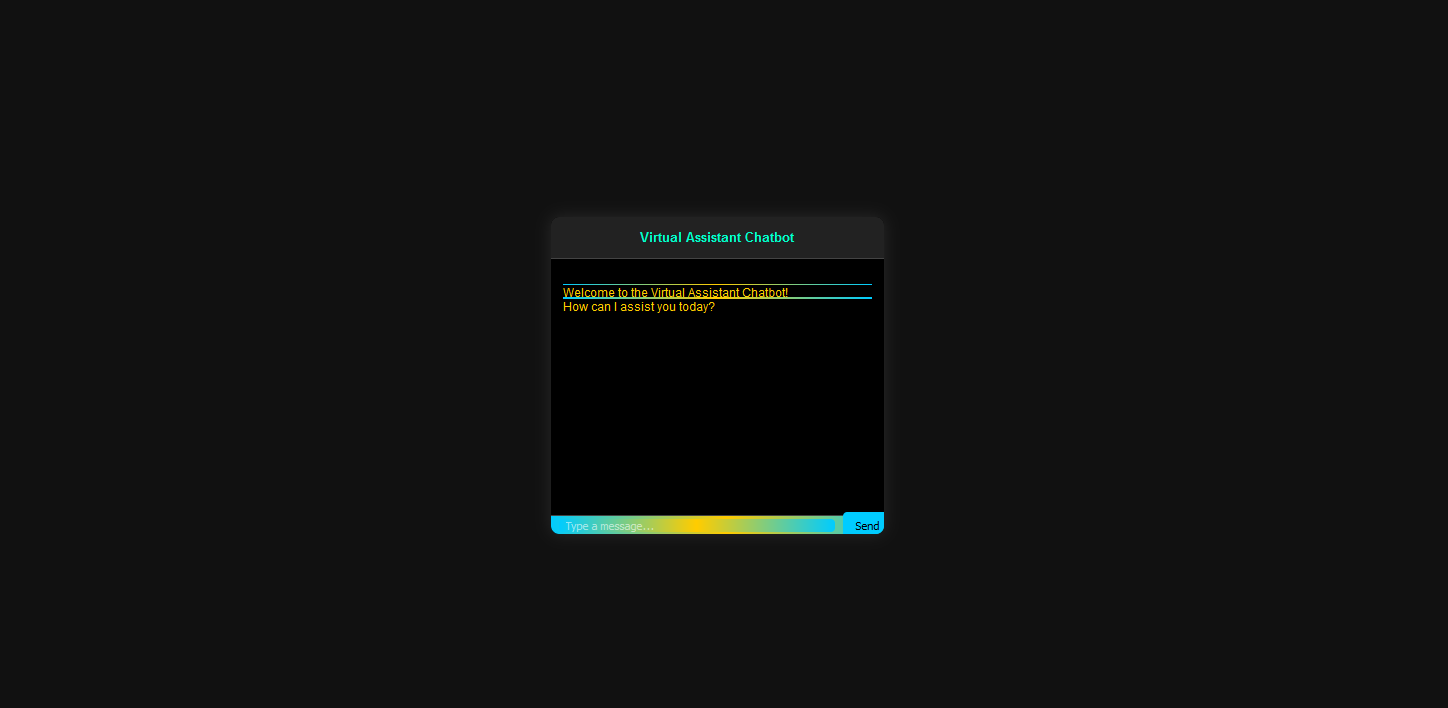 Virtual Assistant Chatbot
Welcome to the Virtual Assistant Chatbot!
How can I assist you today?
Type a message...
Send